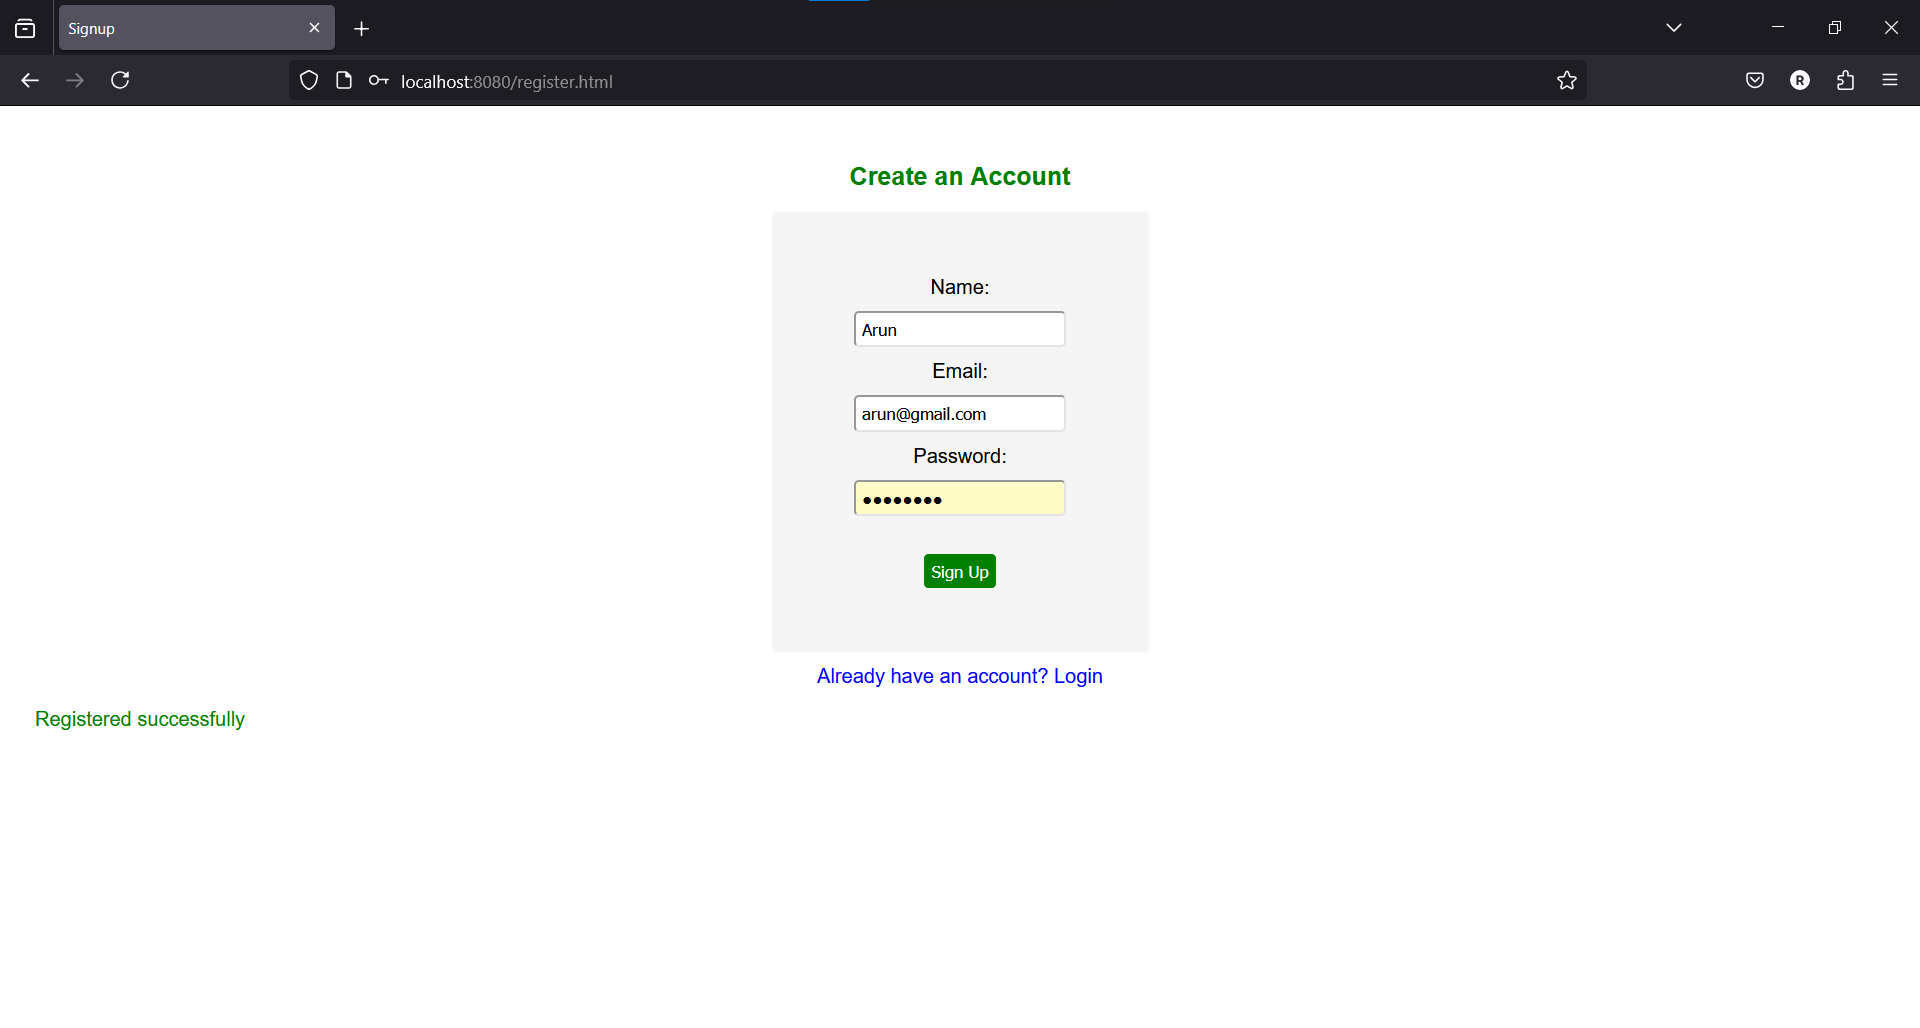 Signup
localhost:8080/register.html
R
Create an Account
Name:
Arun
Email:
arun@gmail.com
Password:
••••••••
Sign Up
Already have an account? Login
Registered successfully